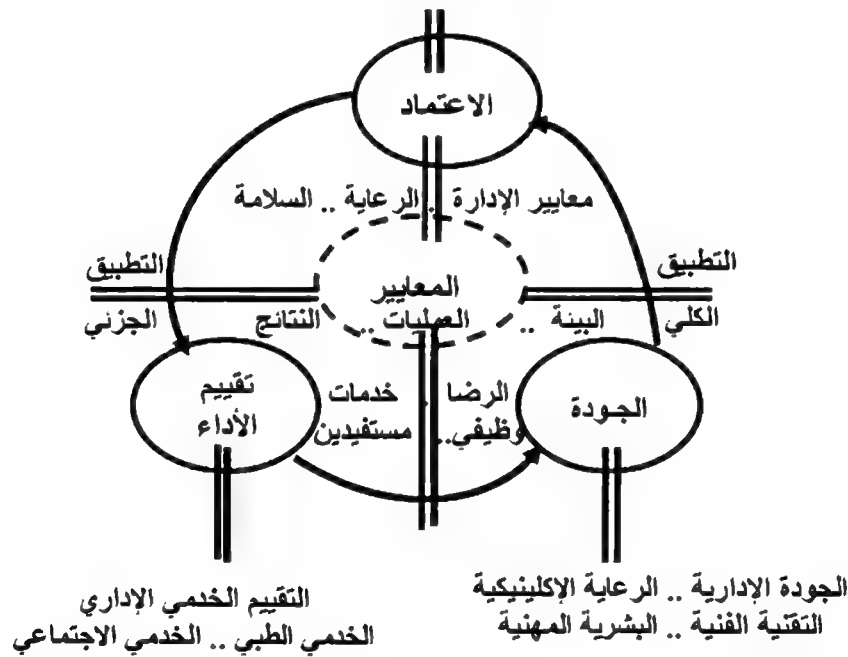 الاعتماد
معايير الإدارة .. الرعاية .. السلامة
التطبيق
الكلي
المعايير
البيئة .. العمليات .. النتائج
التطبيق
الجزئي
الجودة
الرضا
وظيفي..
خدمات
مستفيدين
تقييم
الأداء
الجودة الإدارية .. الرعاية الإكلينيكية
التقتية الفنية .. البشرية المهنية
التقييم الخدمي الإداري
الخدمي الطبي .. الخدمي الاجتماعي